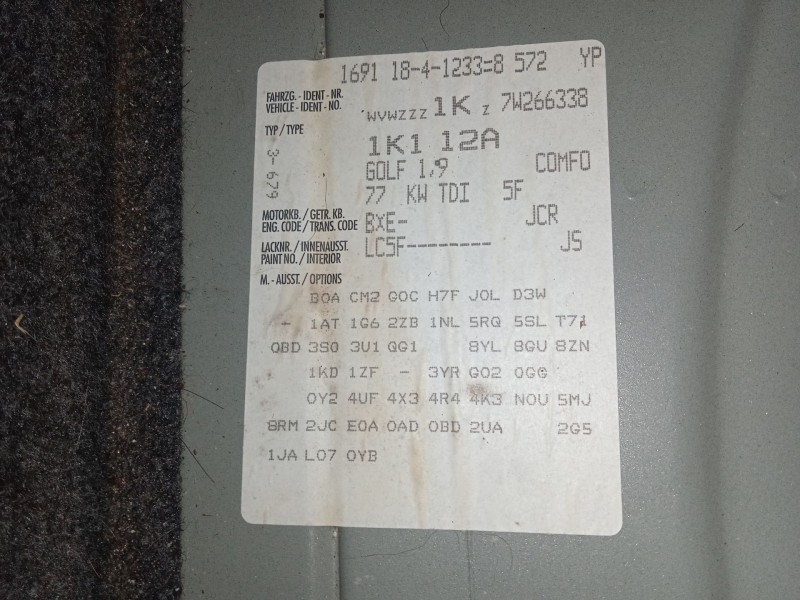 1691 18-4-1233=8 572 YP
FAHRZG. - IDENT - NR.
VEHICLE - IDENT - NO. WVWZZZ 1K Z 7W266338
TYP / TYPE 1K1 12A
3- 679
GOLF 1,9 COMFO
77 KW TDI 5F
MOTORKB. / GETR. KB.
ENG. CODE / TRANS. CODE BXE- JCR
LACKNR. / INNENAUSST.
PAINT NO. / INTERIOR LC5F-------- JS
M. - AUSST. / OPTIONS
B0A CM2 G0C H7F J0L D3W
- 1AT 1G6 2ZB 1NL 5RQ 5SL T71
0BD 3S0 3U1 QG1 8YL 8GU 8ZN
1KD 1ZF - 3YR G02 0GG
0Y2 4UF 4X3 4R4 4K3 N0U 5MJ
8RM 2JC E0A 0AD 0BD 2UA 2G5
1JA L07 0YB